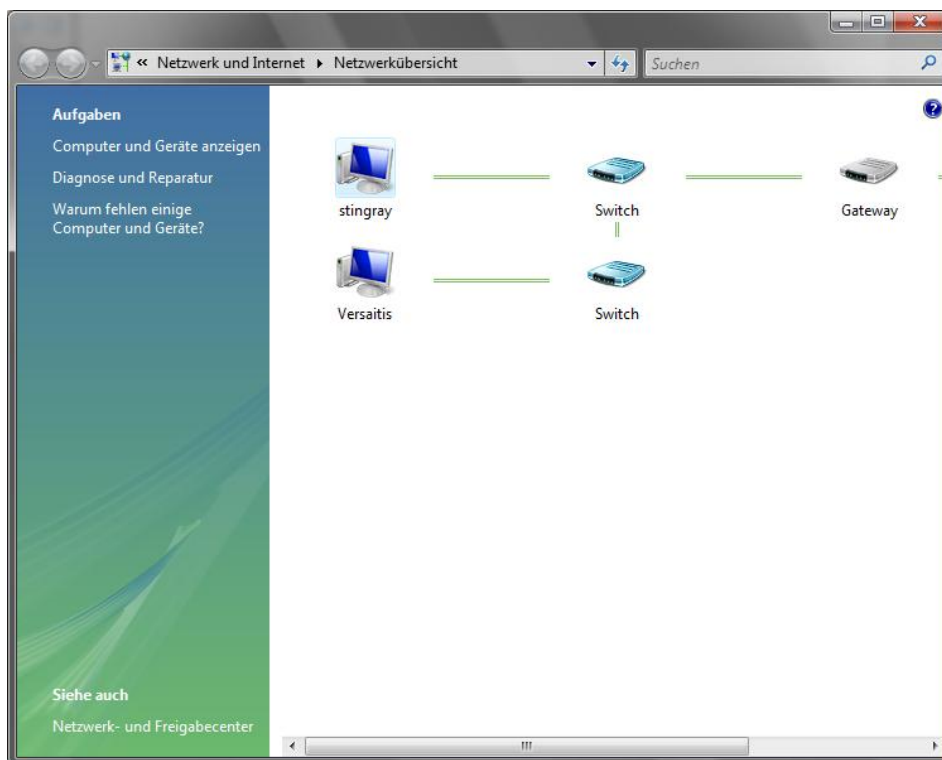 « Netzwerk und Internet ▸ Netzwerkübersicht
Suchen
Aufgaben
Computer und Geräte anzeigen
Diagnose und Reparatur
Warum fehlen einige
Computer und Geräte?
stingray
Switch
Gateway
Versaitis
Switch
Siehe auch
Netzwerk- und Freigabecenter